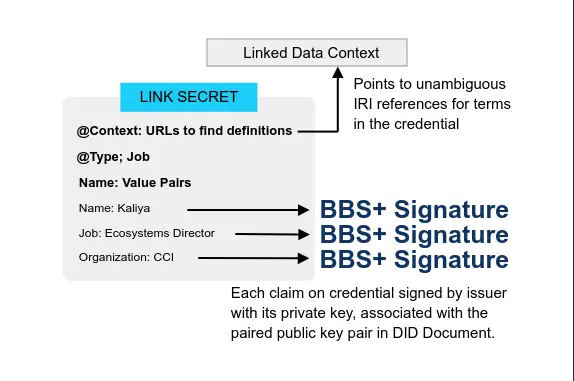 Linked Data Context
LINK SECRET
Points to unambiguous
IRI references for terms
in the credential
@Context: URLs to find definitions
@Type; Job
Name: Value Pairs
Name: Kaliya
BBS+ Signature
Job: Ecosystems Director
BBS+ Signature
Organization: CCI
BBS+ Signature
Each claim on credential signed by issuer
with its private key, associated with the
paired public key pair in DID Document.